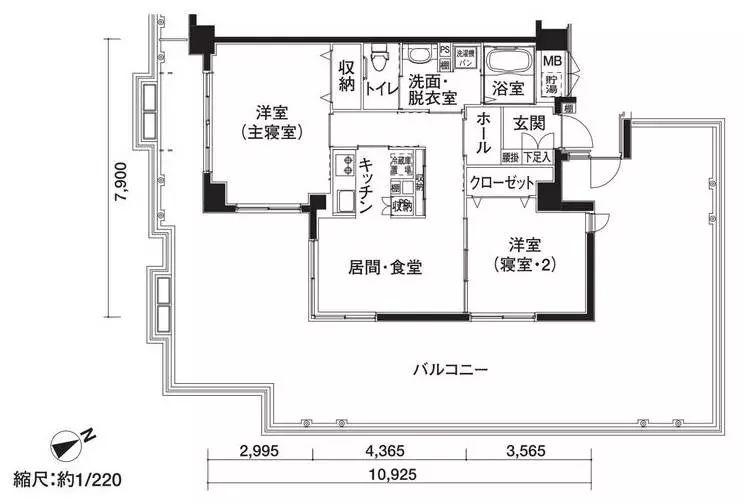 収納
トイレ
PS
棚
洗濯機
パン
洗面・
脱衣室
浴室
MB
貯湯
棚
洋室
(主寝室)
ホール
玄関
腰掛
下足入
キッチン
冷蔵庫
置場
棚
収納
PS
収納
クローゼット
洋室
(寝室・2)
居間・食堂
バルコニー
7,900
N
縮尺:約1/220
2,995
4,365
3,565
10,925